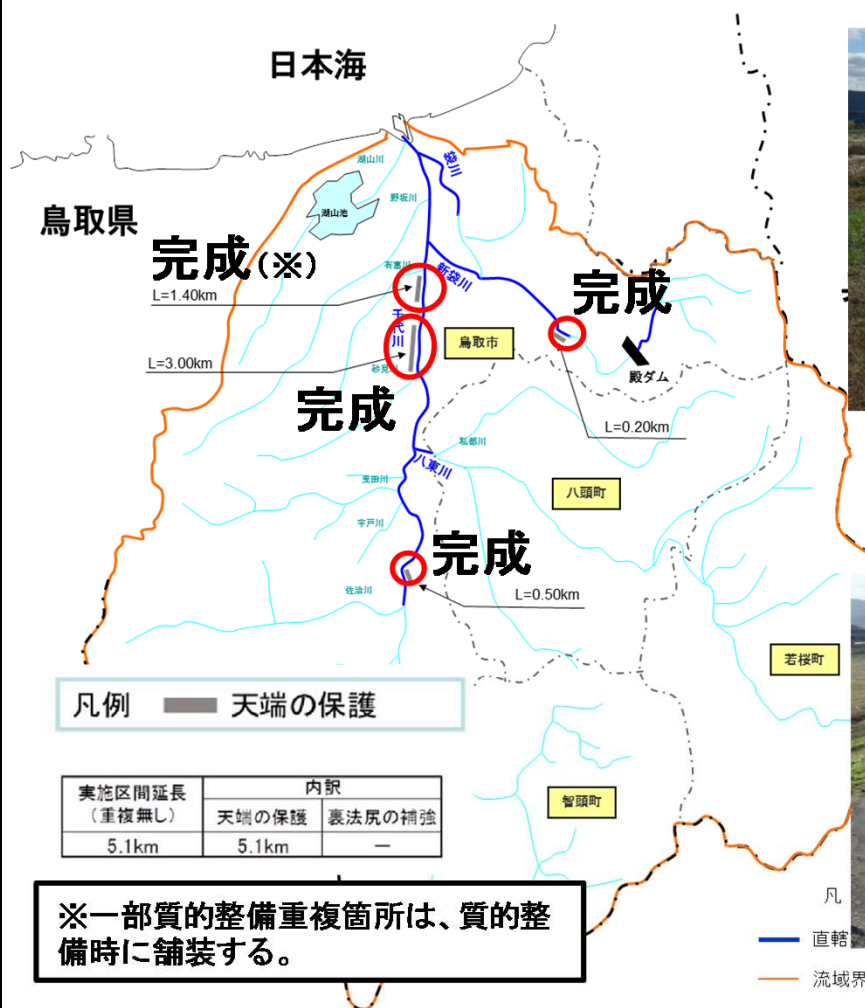 日本海
鳥取県
湖山川
袋川
湖山池
野坂川
完成(※)
有富川
新袋川
完成
L=1.40km
千代川
鳥取市
L=3.00km
殿ダム
完成
L=0.20km
私都川
八東川
曳田川
八頭町
宇戸川
完成
佐治川
L=0.50km
若桜町
凡例 天端の保護
実施区間延長
(重複無し)
内訳
天端の保護 裏法尻の補強
5.1km 5.1km －
智頭町
※一部質的整備重複箇所は、質的整
備時に舗装する。
凡
直轄
流域界